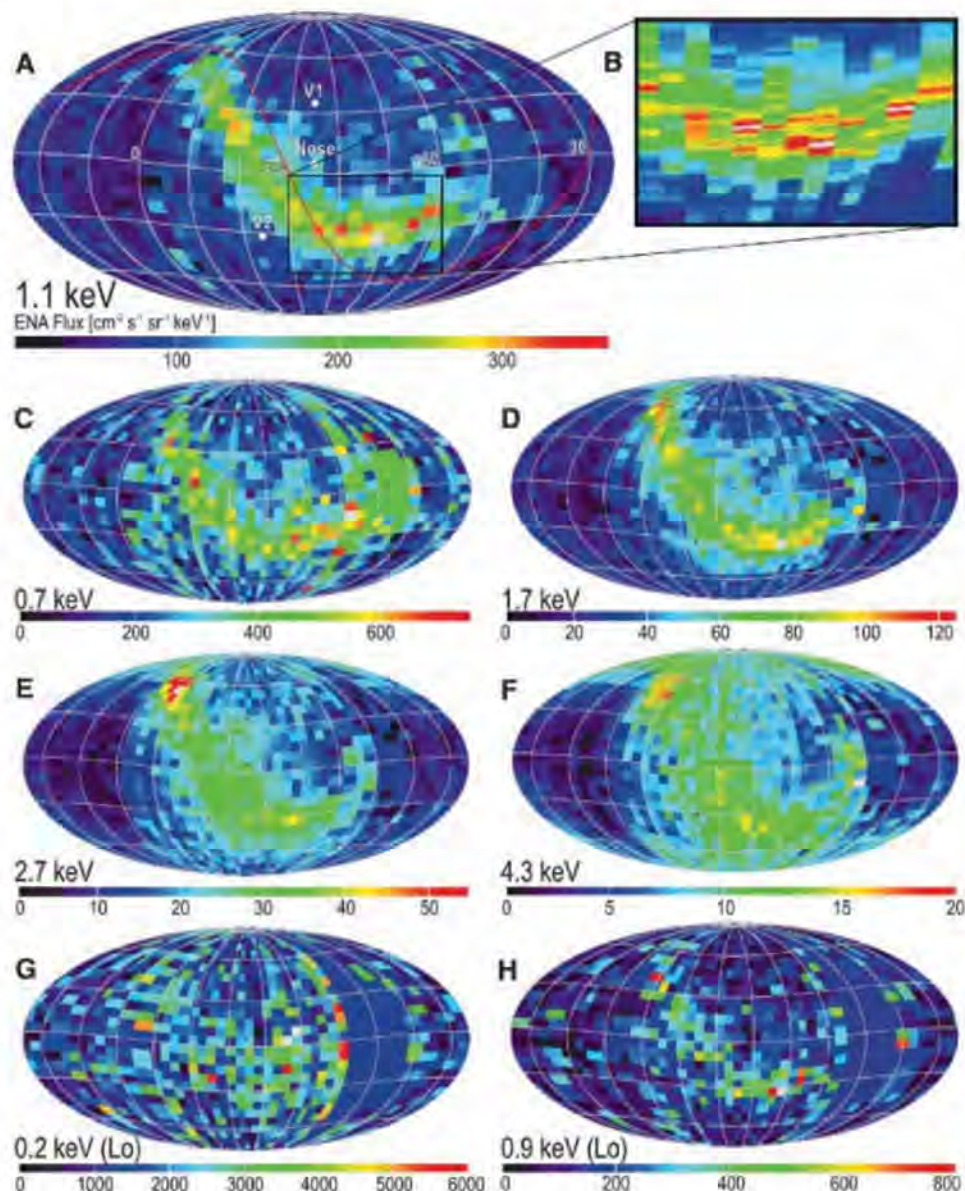 A
B
V1
Nose
0
30
V2
1.1 keV
ENA Flux [cm⁻² s⁻¹ sr⁻¹ keV⁻¹]
100 200 300
C
D
0.7 keV
0 200 400 600
1.7 keV
0 20 40 60 80 100 120
E
F
2.7 keV
0 10 20 30 40 50
4.3 keV
0 5 10 15 20
G
H
0.2 keV (Lo)
0 1000 2000 3000 4000 5000 6000
0.9 keV (Lo)
0 200 400 600 800